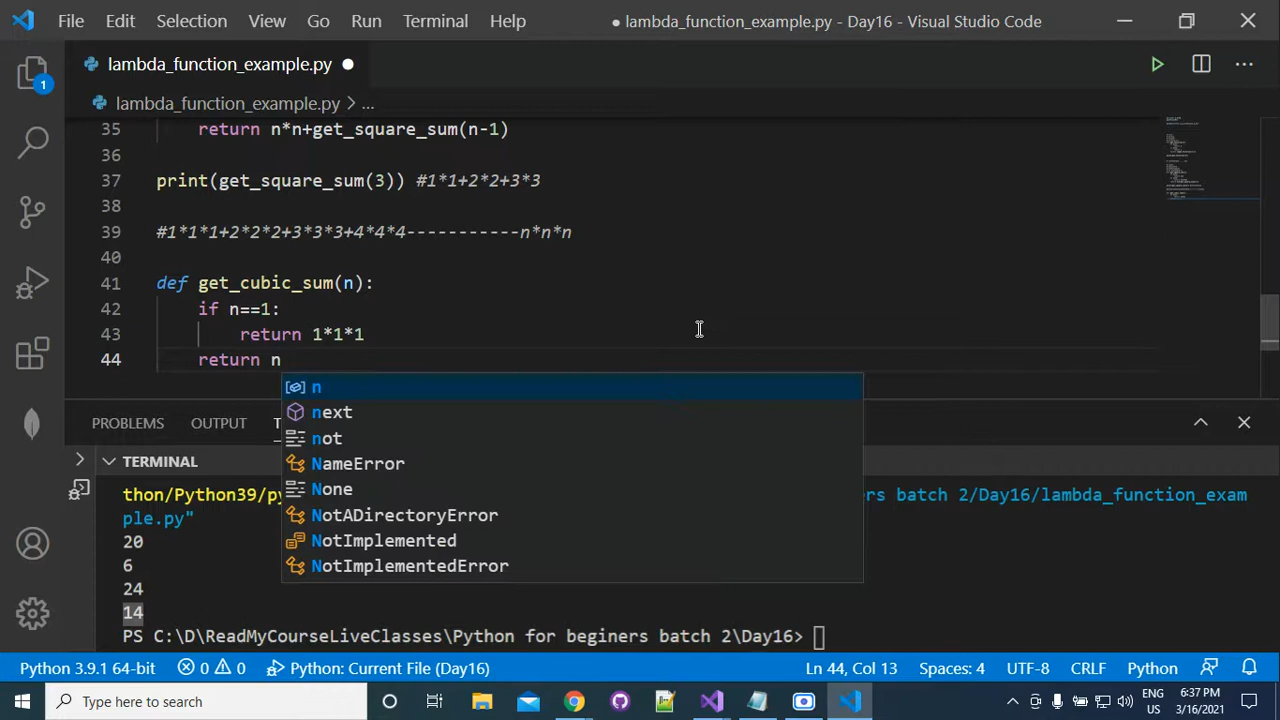 File Edit Selection View Go Run Terminal Help ● lambda_function_example.py - Day16 - Visual Studio Code
lambda_function_example.py
lambda_function_example.py > ...
1
35 return n*n+get_square_sum(n-1)
36
37 print(get_square_sum(3)) #1*1+2*2+3*3
38
39 #1*1*1+2*2*2+3*3*3+4*4*4-----------n*n*n
40
41 def get_cubic_sum(n):
42 if n==1:
43 return 1*1*1
44 return n
n
next
not
NameError
None
NotADirectoryError
NotImplemented
NotImplementedError
PROBLEMS OUTPUT T
TERMINAL
thon/Python39/py ers batch 2/Day16/lambda_function_exam
ple.py"
20
6
24
14
PS C:\D\ReadMyCourseLiveClasses\Python for beginers batch 2\Day16>
Python 3.9.1 64-bit 0 0 Python: Current File (Day16) Ln 44, Col 13 Spaces: 4 UTF-8 CRLF Python
Type here to search ENG 6:37 PM
US 3/16/2021